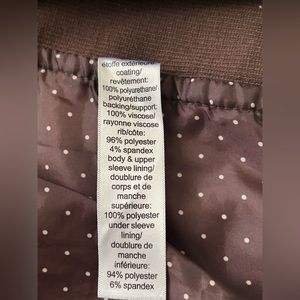 étoffe extérieure
coating/
revêtement:
100% polyurethane/
polyuréthane
backing/support:
100% viscose/
rayonne viscose
rib/côte:
96% polyester
4% spandex
body & upper
sleeve lining/
doublure de
corps et de
manche
supérieure:
100% polyester
under sleeve
lining/
doublure de
manche
inférieure:
94% polyester
6% spandex